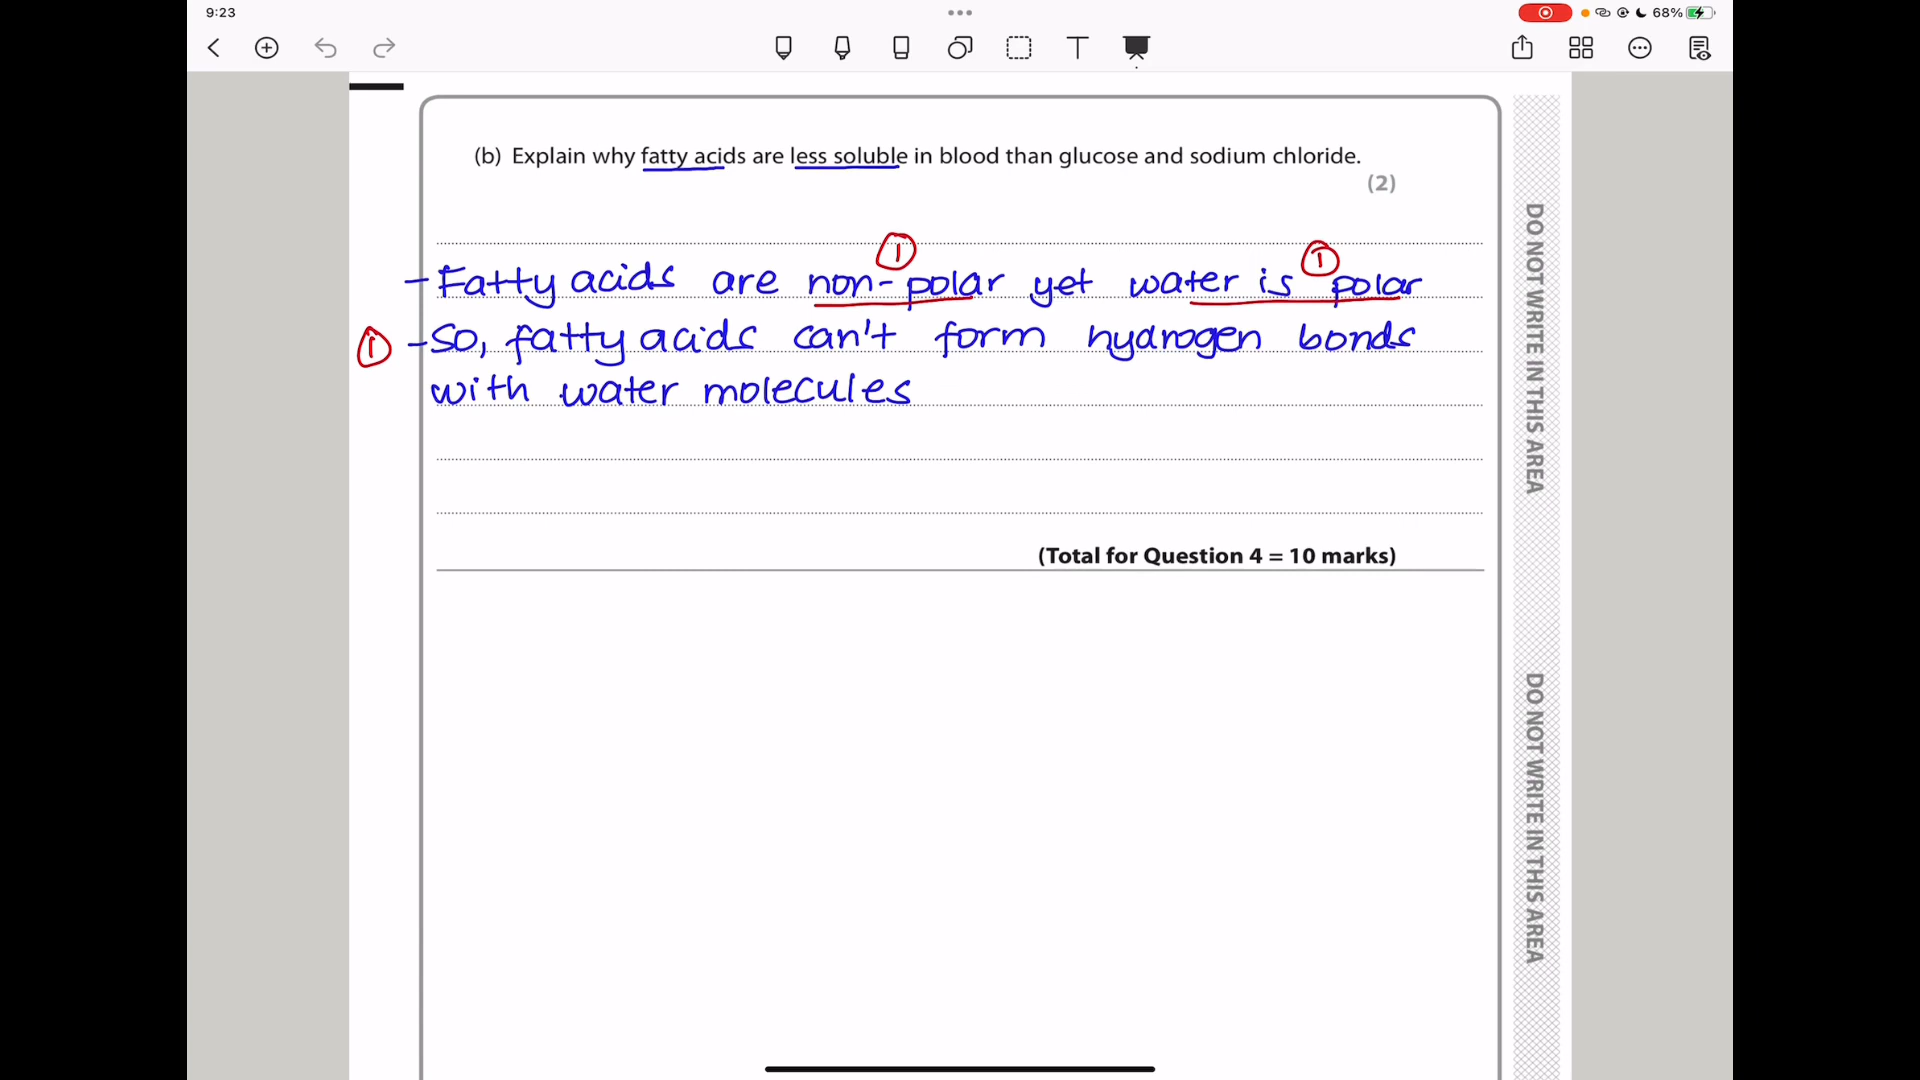 9:23
68%
(b) Explain why fatty acids are less soluble in blood than glucose and sodium chloride.
(2)
① ①
- Fatty acids are non-polar yet water is polar
① - So, fatty acids can't form hydrogen bonds
with water molecules
(Total for Question 4 = 10 marks)
DO NOT WRITE IN THIS AREA
DO NOT WRITE IN THIS AREA